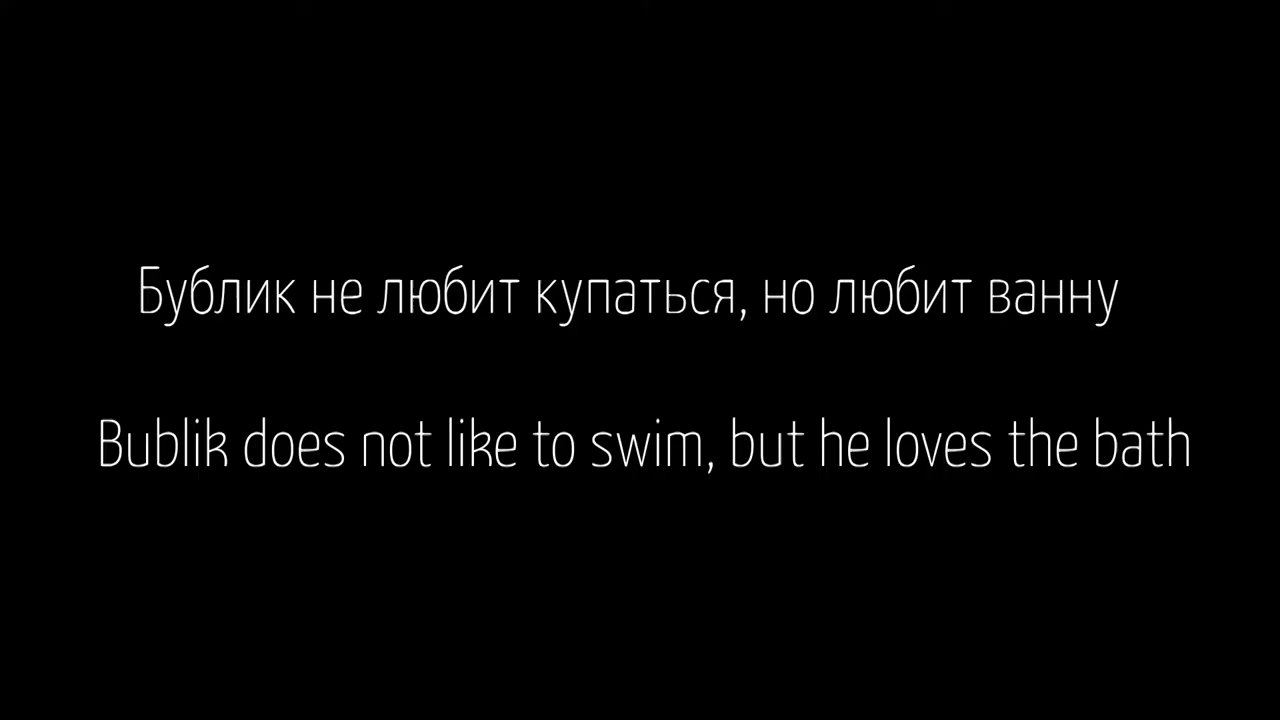 Бублик не любит купаться, но любит ванну
Bublik does not like to swim, but he loves the bath